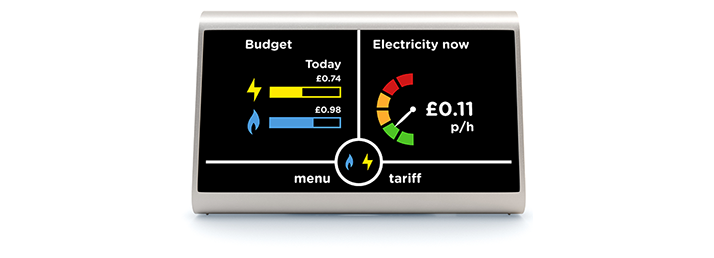 Budget
Today
£0.74
£0.98
Electricity now
£0.11
p/h
menu
tariff